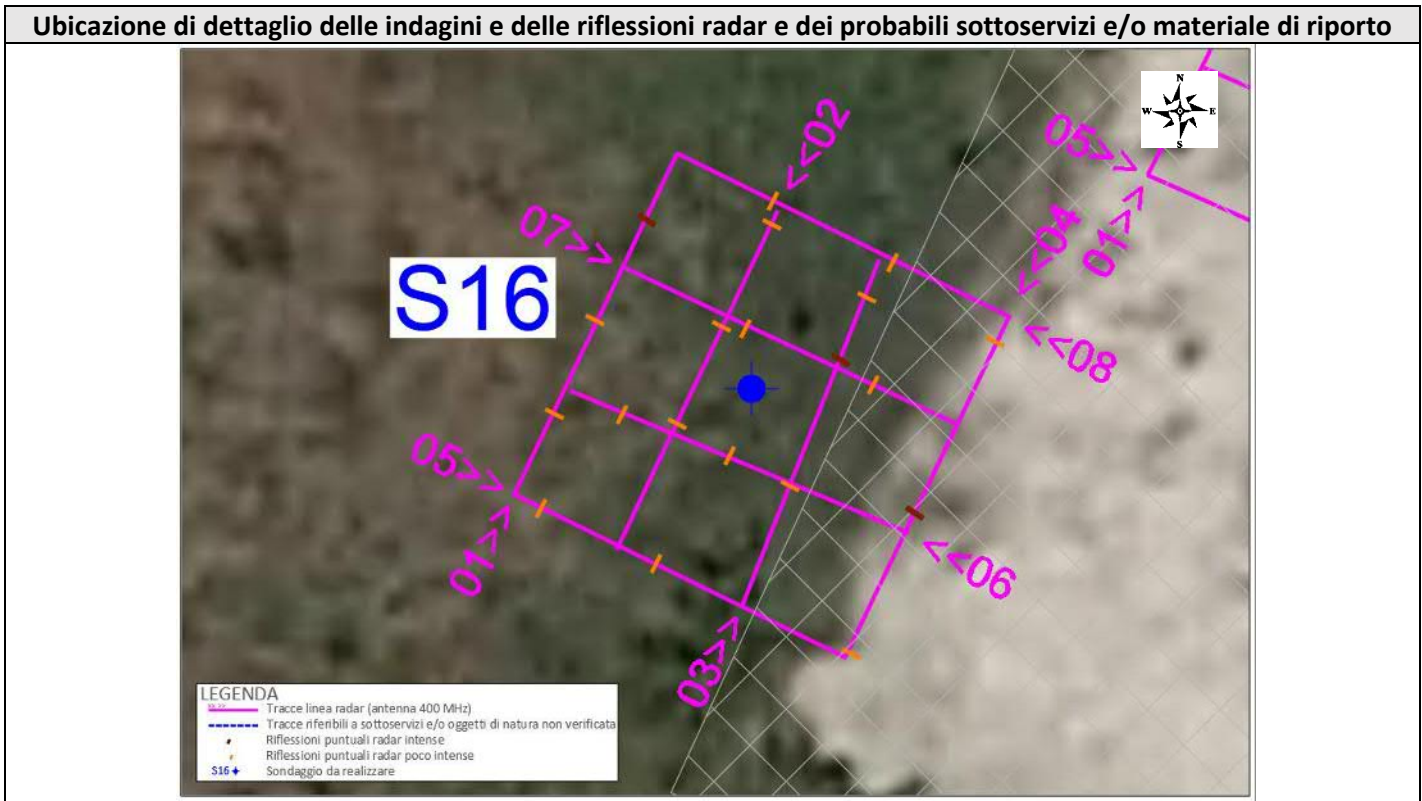 Ubicazione di dettaglio delle indagini e delle riflessioni radar e dei probabili sottoservizi e/o materiale di riporto
N
W E
S
<<02
05>>
01>>
<<04
07>>
S16
<<08
05>>
01>>
<<06
03>>
LEGENDA
Tracce linea radar (antenna 400 MHz)
Tracce riferibili a sottoservizi e/o oggetti di natura non verificata
Riflessioni puntuali radar intense
Riflessioni puntuali radar poco intense
S16 Sondaggio da realizzare